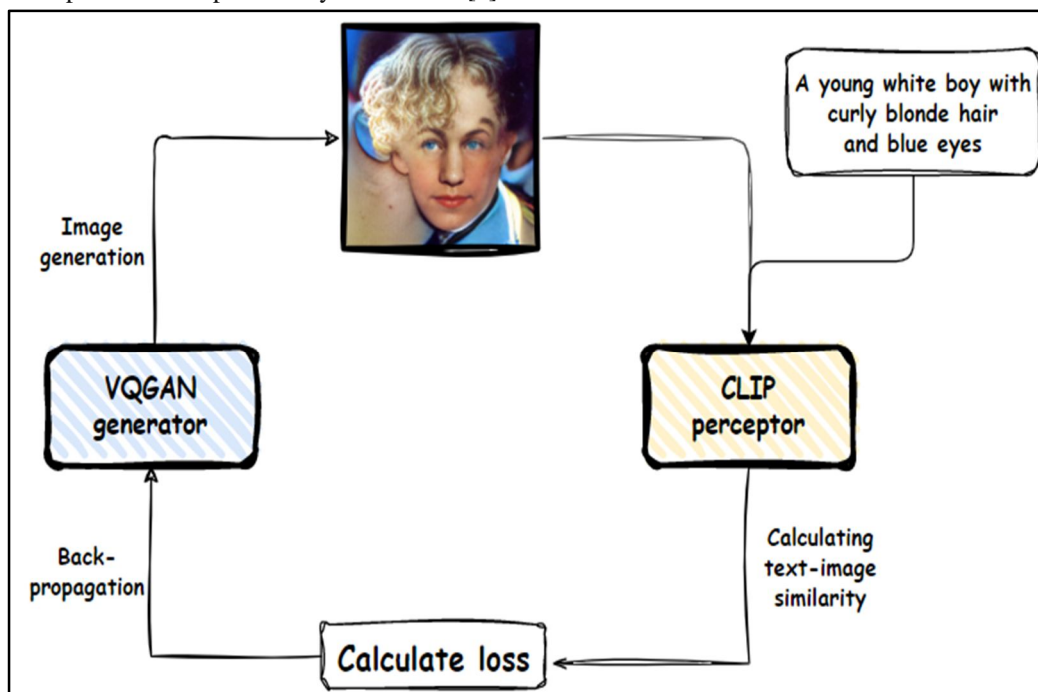 A young white boy with
curly blonde hair
and blue eyes
Image
generation
VQGAN
generator
CLIP
perceptor
Back-
propagation
Calculating
text-image
similarity
Calculate loss